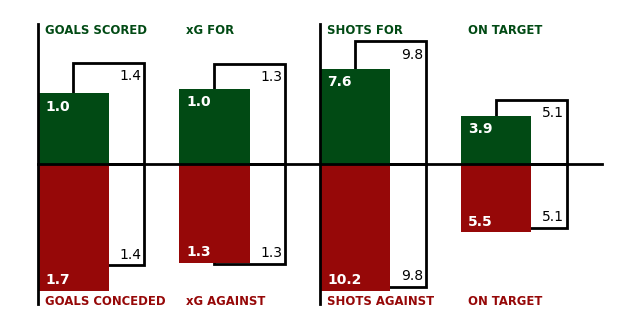 GOALS SCORED xG FOR SHOTS FOR ON TARGET
1.4 1.3 9.8 5.1
1.0 1.0 7.6 3.9
1.4 1.3 9.8 5.1
1.7 1.3 10.2 5.5
GOALS CONCEDED xG AGAINST SHOTS AGAINST ON TARGET